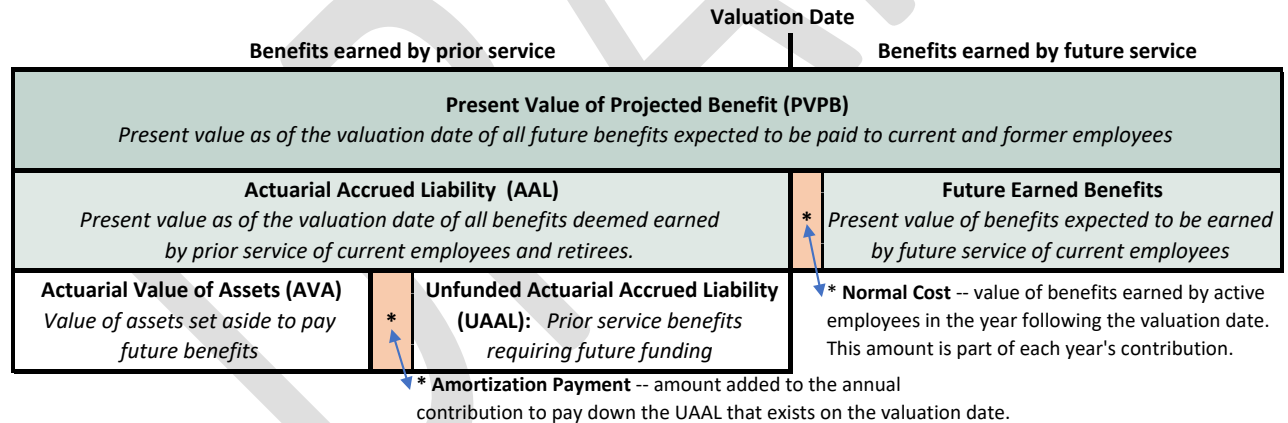 Valuation Date
Benefits earned by prior service
Benefits earned by future service
Present Value of Projected Benefit (PVPB)
Present value as of the valuation date of all future benefits expected to be paid to current and former employees
Actuarial Accrued Liability (AAL)
Present value as of the valuation date of all benefits deemed earned
by prior service of current employees and retirees.
*
Future Earned Benefits
Present value of benefits expected to be earned
by future service of current employees
Actuarial Value of Assets (AVA)
Value of assets set aside to pay
future benefits
*
Unfunded Actuarial Accrued Liability
(UAAL): Prior service benefits
requiring future funding
* Normal Cost -- value of benefits earned by active
employees in the year following the valuation date.
This amount is part of each year's contribution.
* Amortization Payment -- amount added to the annual
contribution to pay down the UAAL that exists on the valuation date.